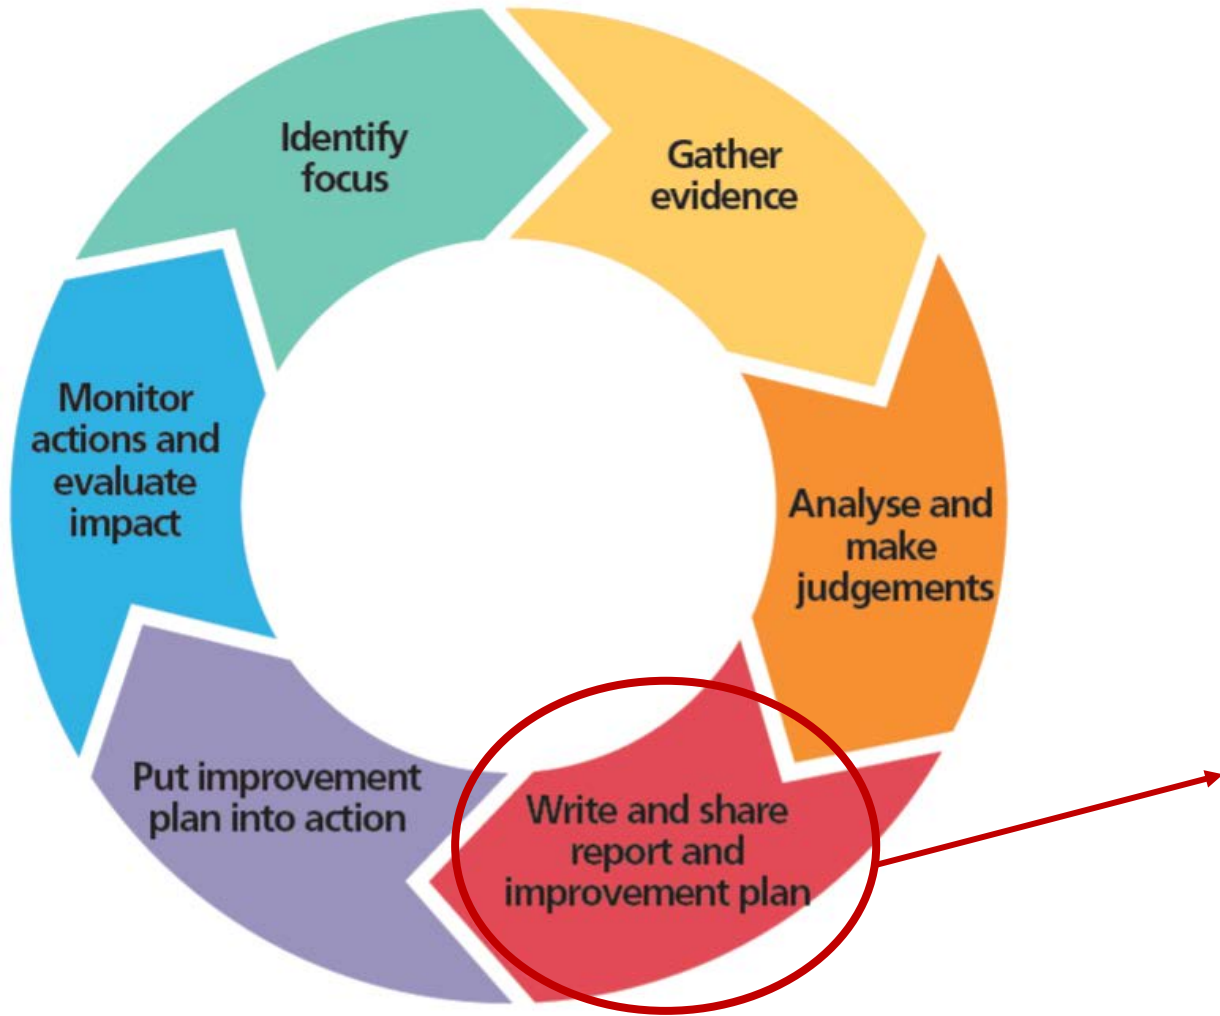 Identify
focus
Gather
evidence
Analyse and
make
judgements
Write and share
report and
improvement plan
Put improvement
plan into action
Monitor
actions and
evaluate
impact